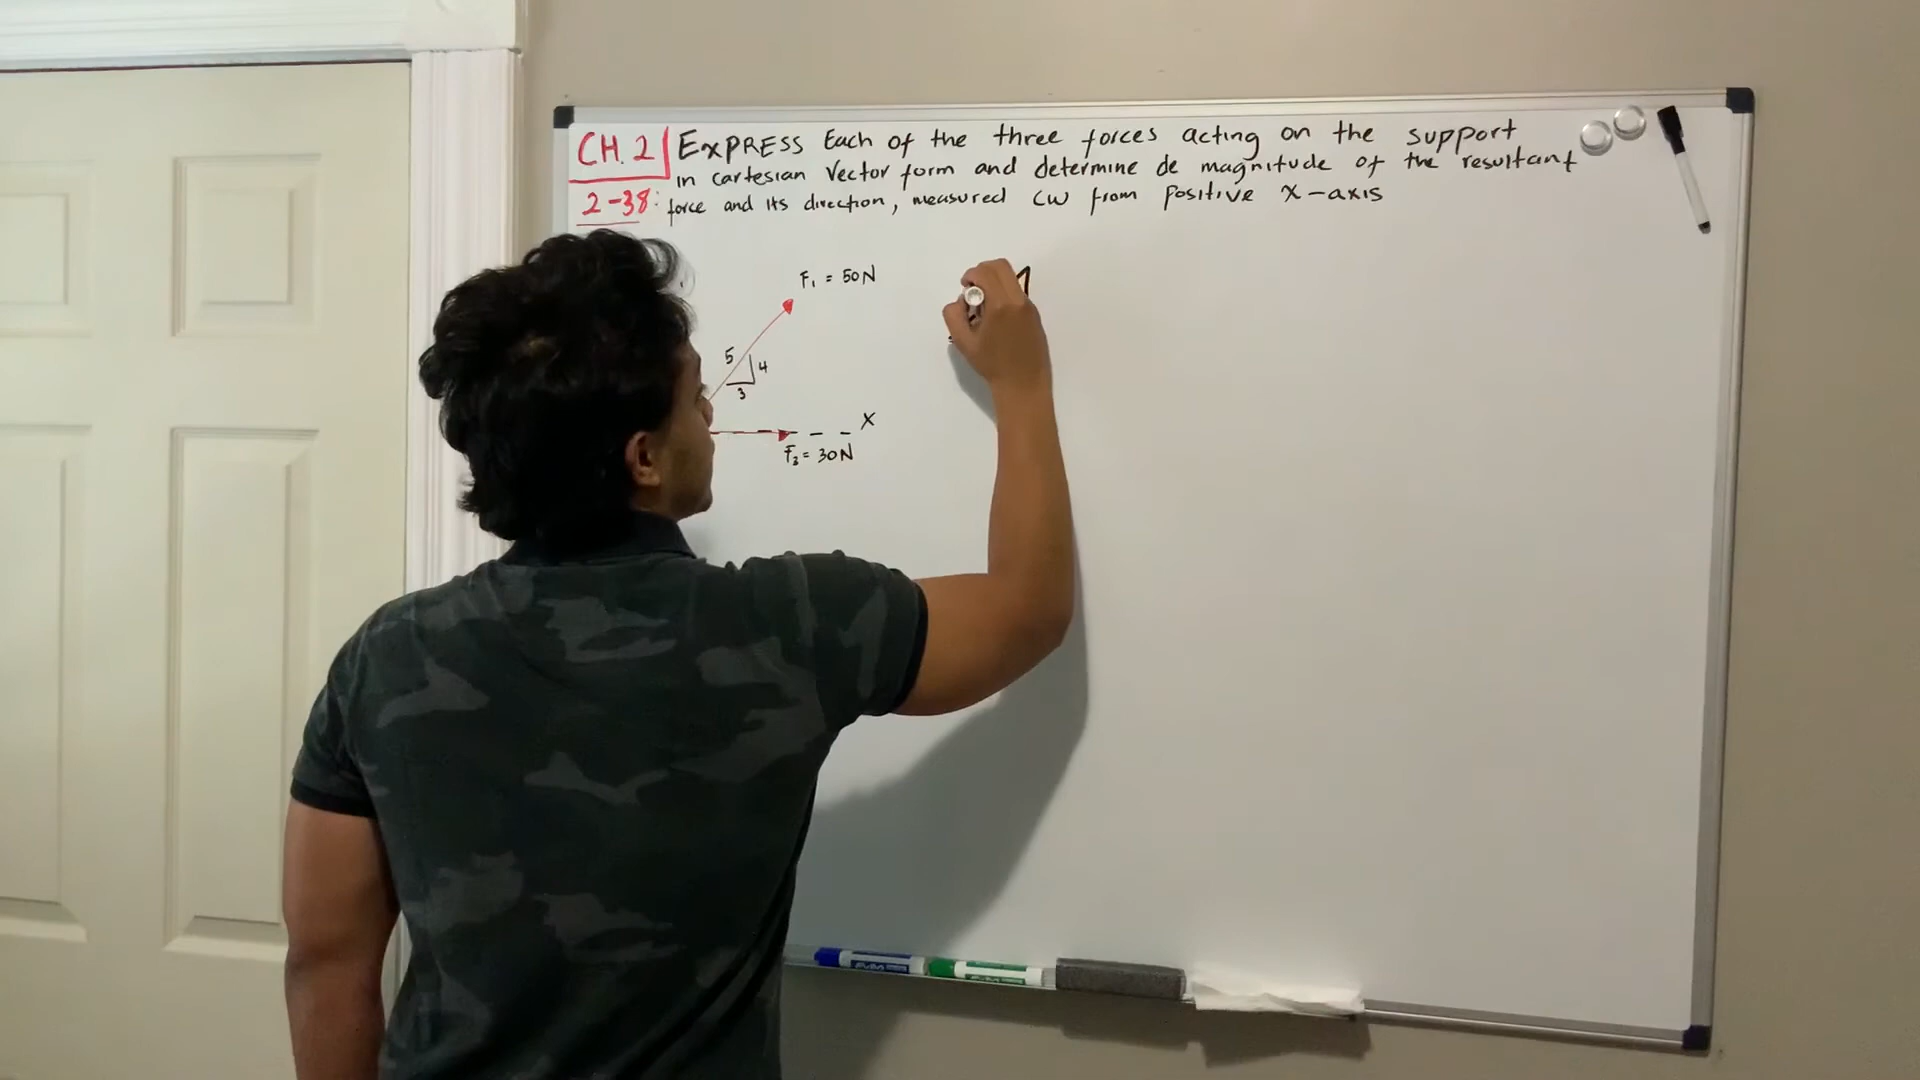 CH. 2 EXPRESS Each of the three forces acting on the support
in cartesian Vector form and determine de magnitude of the resultant
2-38: force and its direction, measured CW from positive X-axis
F₁ = 50N
5
4
3
X
F₃ = 30N
EXPO